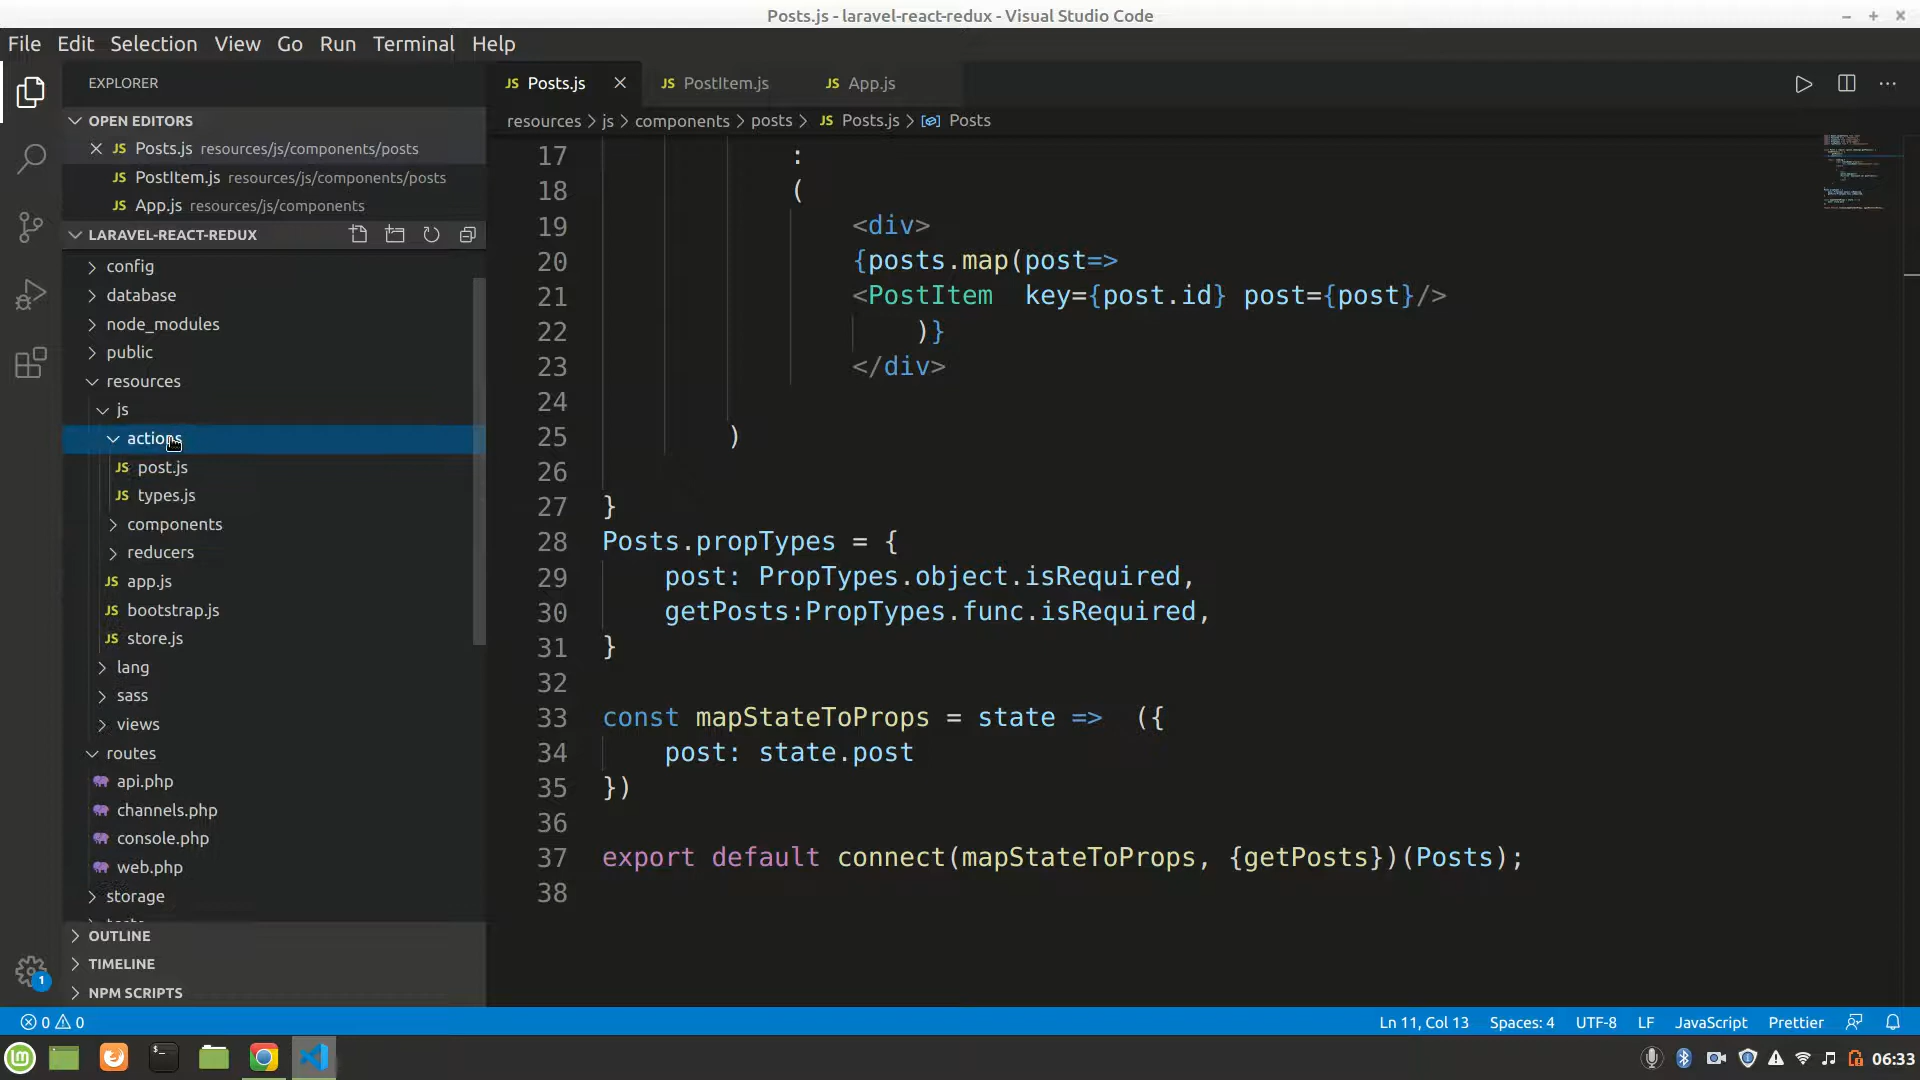 Posts.js - laravel-react-redux - Visual Studio Code
File Edit Selection View Go Run Terminal Help
EXPLORER
OPEN EDITORS
JS Posts.js resources/js/components/posts
JS PostItem.js resources/js/components/posts
JS App.js resources/js/components
LARAVEL-REACT-REDUX
config
database
node_modules
public
resources
js
actions
JS post.js
JS types.js
components
reducers
JS app.js
JS bootstrap.js
JS store.js
lang
sass
views
routes
api.php
channels.php
console.php
web.php
storage
OUTLINE
TIMELINE
NPM SCRIPTS
JS Posts.js JS PostItem.js JS App.js
resources > js > components > posts > JS Posts.js > Posts
17 :
18 (
19 <div>
20 {posts.map(post=>
21 <PostItem  key={post.id} post={post}/>
22 )}
23 </div>
24
25 )
26
27 }
28 Posts.propTypes = {
29 post: PropTypes.object.isRequired,
30 getPosts:PropTypes.func.isRequired,
31 }
32
33 const mapStateToProps = state =>  ({
34 post: state.post
35 })
36
37 export default connect(mapStateToProps, {getPosts})(Posts);
38
1
0 0 Ln 11, Col 13 Spaces: 4 UTF-8 LF JavaScript Prettier
06:33